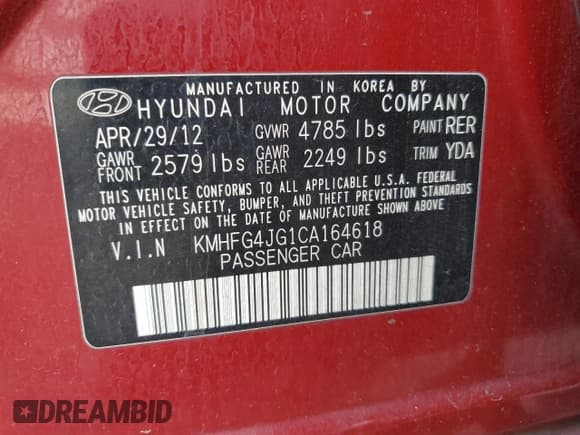 MANUFACTURED IN KOREA BY
HYUNDAI MOTOR COMPANY
APR/29/12 GVWR 4785 lbs PAINT RER
GAWR FRONT 2579 lbs GAWR REAR 2249 lbs TRIM YDA
THIS VEHICLE CONFORMS TO ALL APPLICABLE U.S.A. FEDERAL
MOTOR VEHICLE SAFETY, BUMPER, AND THEFT PREVENTION STANDARDS
IN EFFECT ON THE DATE OF MANUFACTURE SHOWN ABOVE.
V.I.N KMHFG4JG1CA164618
PASSENGER CAR
DREAMBID